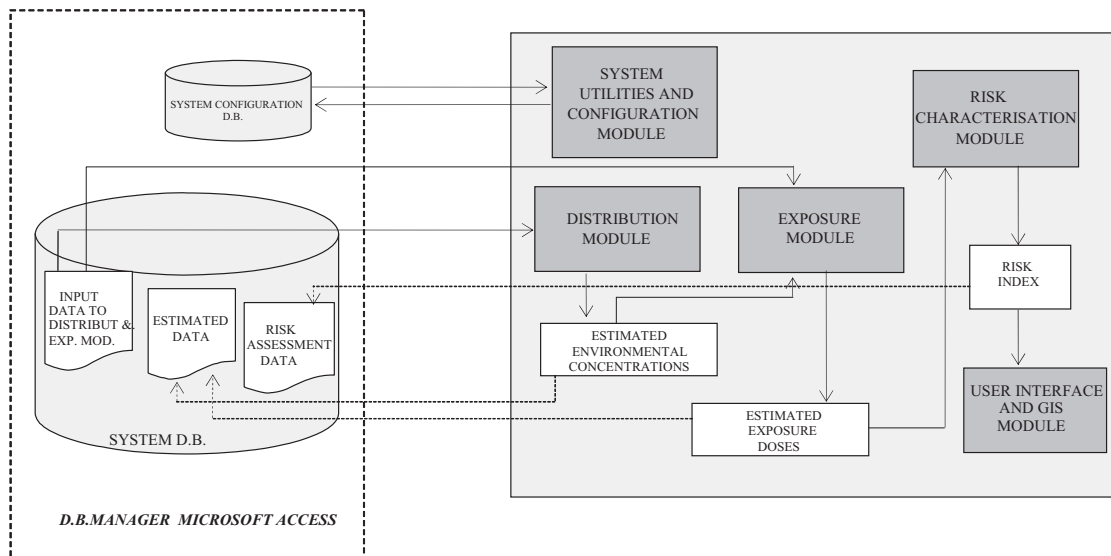 SYSTEM CONFIGURATION
D.B.
SYSTEM
UTILITIES AND
CONFIGURATION
MODULE
RISK
CHARACTERISATION
MODULE
DISTRIBUTION
MODULE
EXPOSURE
MODULE
RISK
INDEX
INPUT
DATA TO
DISTRIBUT &.
EXP. MOD.
ESTIMATED
DATA
RISK
ASSESSMENT
DATA
ESTIMATED
ENVIRONMENTAL
CONCENTRATIONS
USER INTERFACE
AND GIS
MODULE
ESTIMATED
EXPOSURE
DOSES
SYSTEM D.B.
D.B.MANAGER MICROSOFT ACCESS